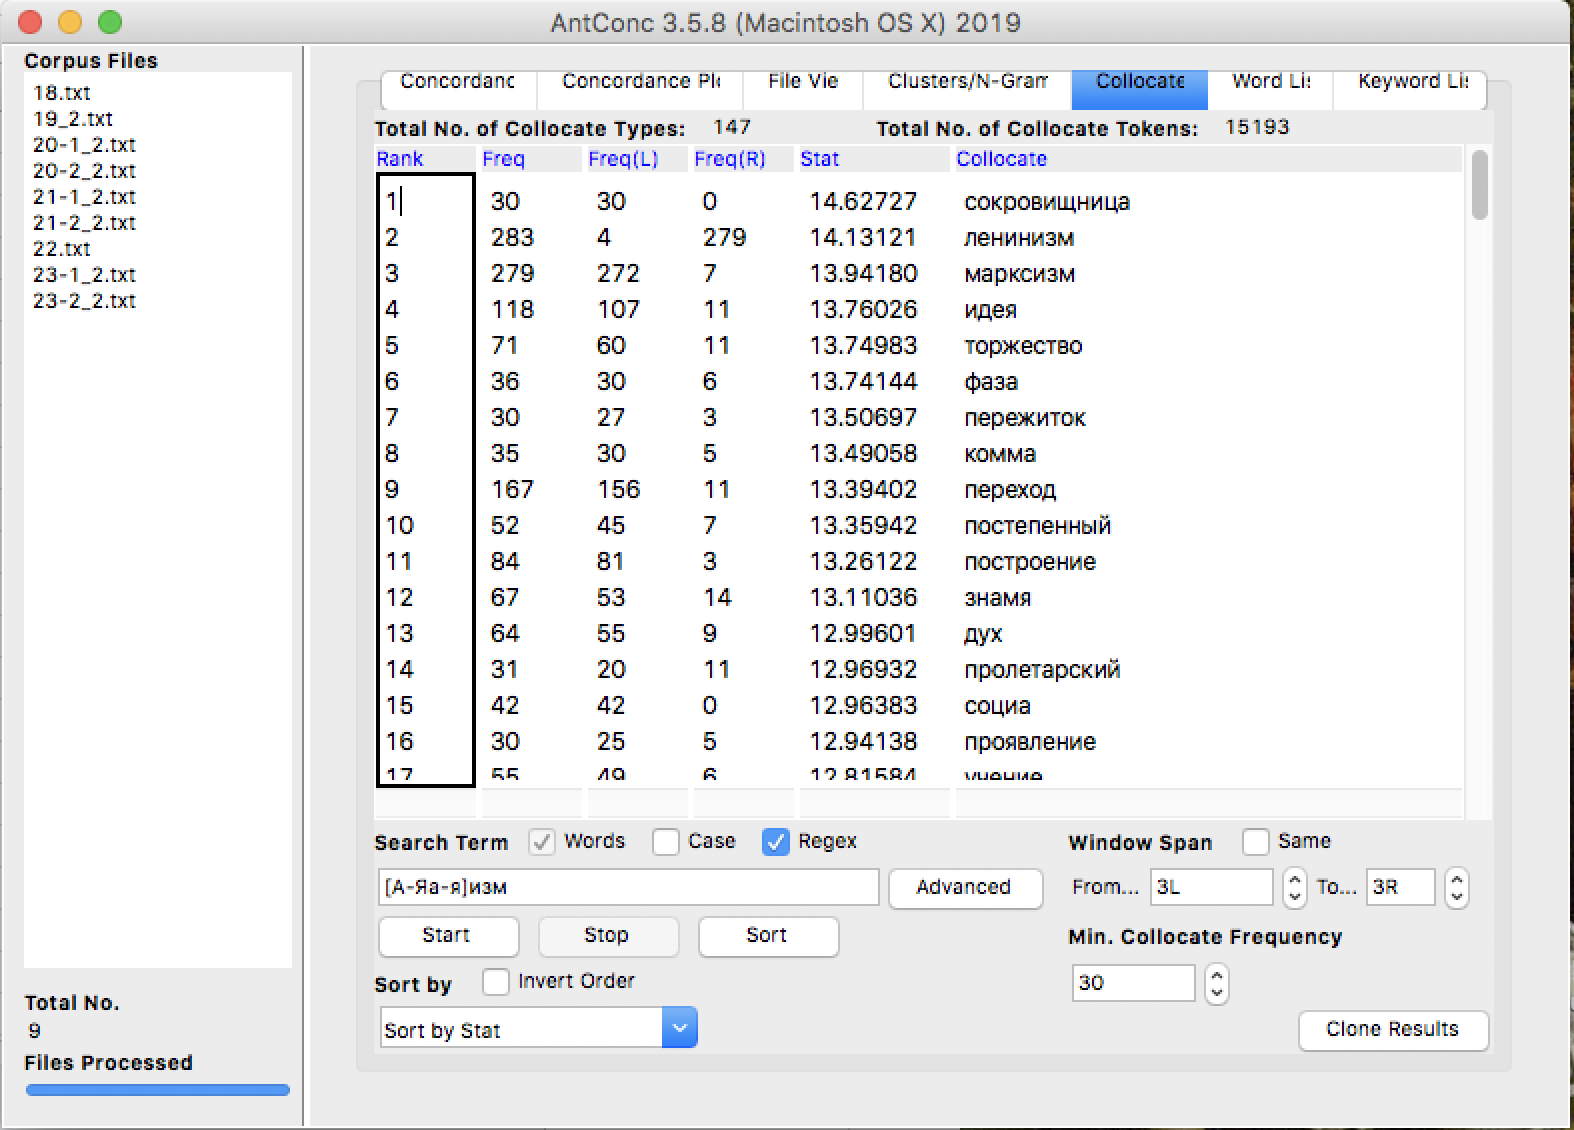 AntConc 3.5.8 (Macintosh OS X) 2019
Corpus Files
18.txt
19_2.txt
20-1_2.txt
20-2_2.txt
21-1_2.txt
21-2_2.txt
22.txt
23-1_2.txt
23-2_2.txt
Total No.
9
Files Processed
Concordanc Concordance Plo File Vie Clusters/N-Gram Collocate Word Lis Keyword Lis
Total No. of Collocate Types: 147 Total No. of Collocate Tokens: 15193
Rank Freq Freq(L) Freq(R) Stat Collocate
1 30 30 0 14.62727 сокровищница
2 283 4 279 14.13121 ленинизм
3 279 272 7 13.94180 марксизм
4 118 107 11 13.76026 идея
5 71 60 11 13.74983 торжество
6 36 30 6 13.74144 фаза
7 30 27 3 13.50697 пережиток
8 35 30 5 13.49058 комма
9 167 156 11 13.39402 переход
10 52 45 7 13.35942 постепенный
11 84 81 3 13.26122 построение
12 67 53 14 13.11036 знамя
13 64 55 9 12.99601 дух
14 31 20 11 12.96932 пролетарский
15 42 42 0 12.96383 социа
16 30 25 5 12.94138 проявление
17 55 49 6 12.81584 учение
Search Term Words Case Regex Window Span Same
[А-Яа-я]изм Advanced From... 3L To... 3R
Start Stop Sort Min. Collocate Frequency
Sort by Invert Order 30
Sort by Stat Clone Results